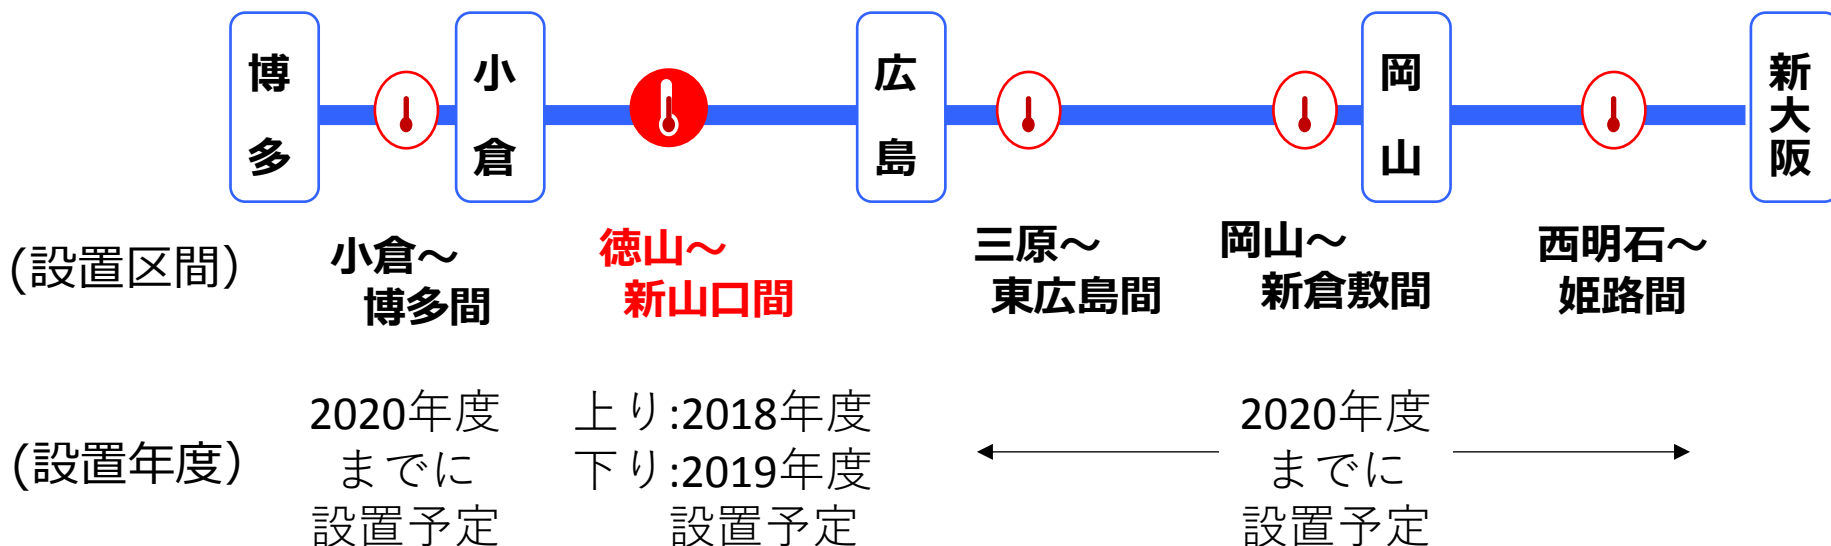 博多
小倉
広島
岡山
新大阪
(設置区間）
小倉～
博多間
徳山～
新山口間
三原～
東広島間
岡山～
新倉敷間
西明石～
姫路間
(設置年度）
2020年度
までに
設置予定
上り:2018年度
下り:2019年度
設置予定
2020年度
までに
設置予定